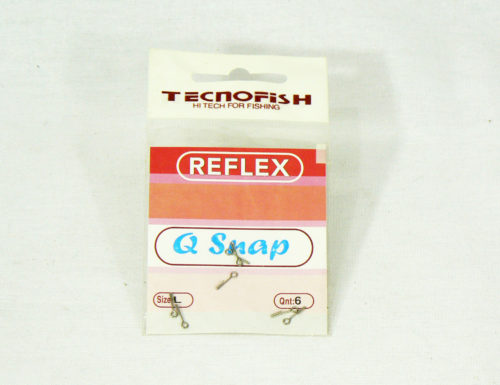 TECNOFISH
HI TECH FOR FISHING
REFLEX
Q Snap
Size: L
Qnt: 6